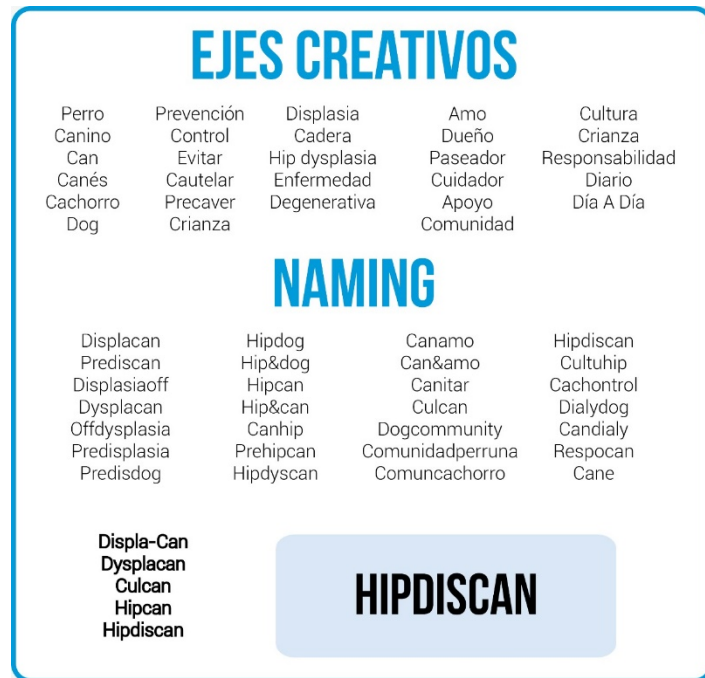 EJES CREATIVOS
Perro
Canino
Can
Canés
Cachorro
Dog
Prevención
Control
Evitar
Cautelar
Precaver
Crianza
Displasia
Cadera
Hip dysplasia
Enfermedad
Degenerativa
Amo
Dueño
Paseador
Cuidador
Apoyo
Comunidad
Cultura
Crianza
Responsabilidad
Diario
Día A Día
NAMING
Displacan
Prediscan
Displasiaoff
Dysplacan
Offdysplasia
Predisplasia
Predisdog
Hipdog
Hip&dog
Hipcan
Hip&can
Canhip
Prehipcan
Hipdyscan
Canamo
Can&amo
Canitar
Culcan
Dogcommunity
Comunidadperruna
Comuncachorro
Hipdiscan
Cultuhip
Cachontrol
Dialydog
Candialy
Respocan
Cane
Displa-Can
Dysplacan
Culcan
Hipcan
Hipdiscan
HIPDISCAN